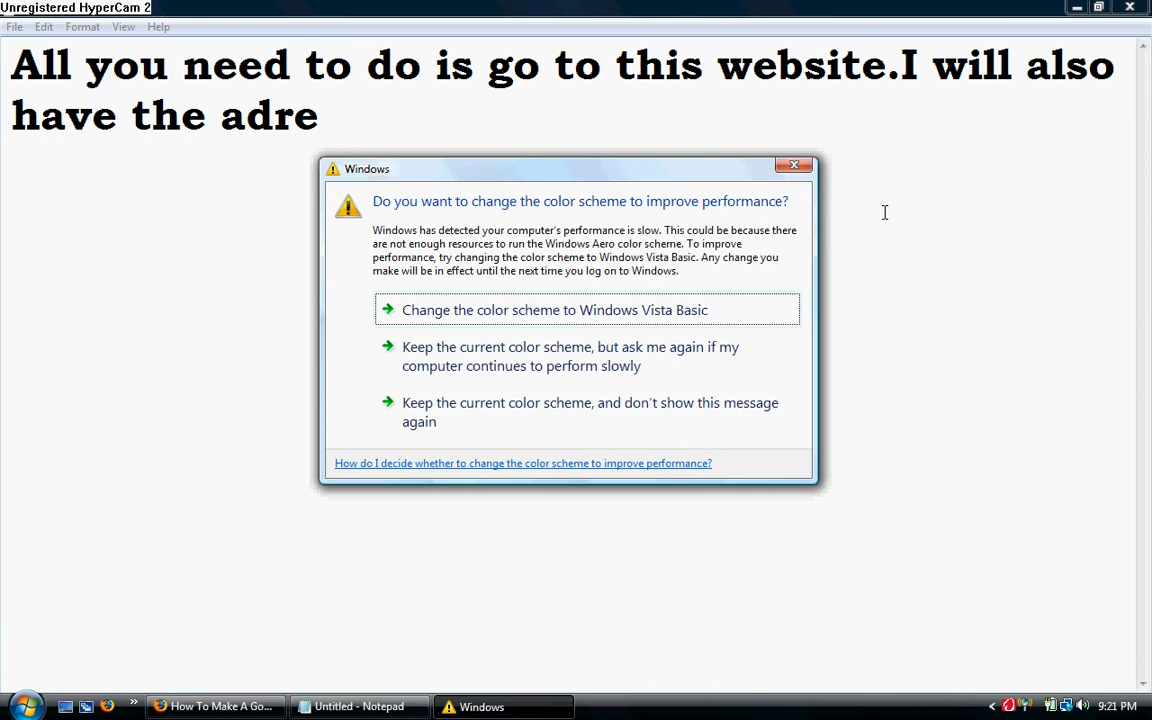 Unregistered HyperCam 2
File Edit Format View Help
All you need to do is go to this website.I will also
have the adre
Windows
Do you want to change the color scheme to improve performance?
Windows has detected your computer's performance is slow. This could be because there
are not enough resources to run the Windows Aero color scheme. To improve
performance, try changing the color scheme to Windows Vista Basic. Any change you
make will be in effect until the next time you log on to Windows.
Change the color scheme to Windows Vista Basic
Keep the current color scheme, but ask me again if my
computer continues to perform slowly
Keep the current color scheme, and don't show this message
again
How do I decide whether to change the color scheme to improve performance?
How To Make A Go... Untitled - Notepad Windows 9:21 PM